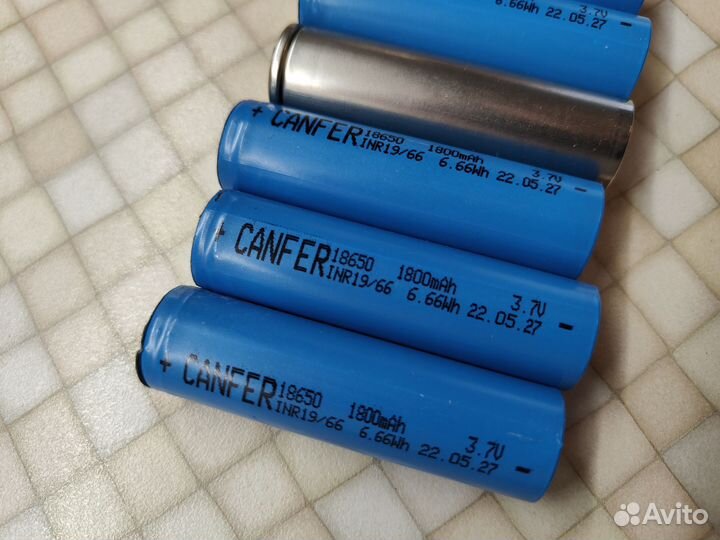 3.7V
6.66Wh 22.05.27 -
+ CANFER 18650 1800mAh 3.7V
INR19/66 6.66Wh 22.05.27 -
+ CANFER 18650 1800mAh 3.7V
INR19/66 6.66Wh 22.05.27 -
+ CANFER 18650 1800mAh 3.7V
INR19/66 6.66Wh 22.05.27 -
Avito